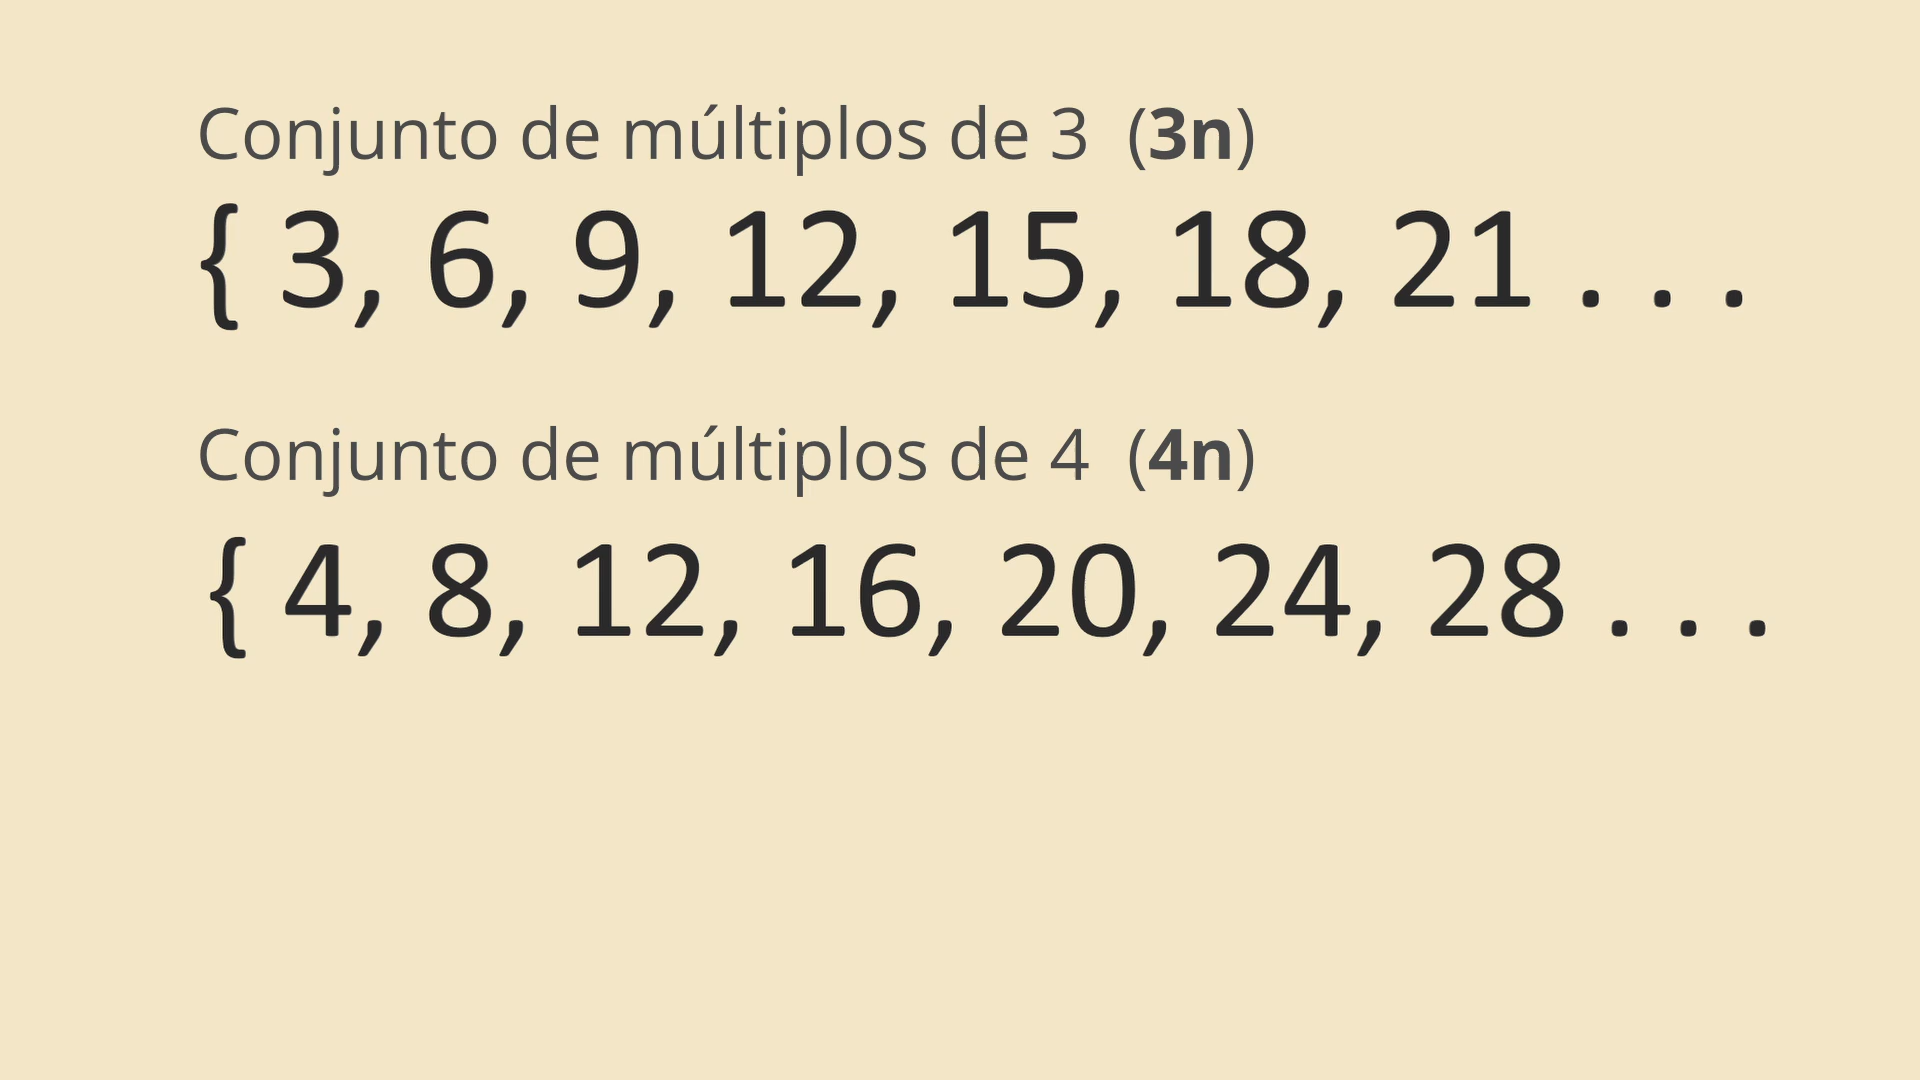 Conjunto de múltiplos de 3 (3n)
{ 3, 6, 9, 12, 15, 18, 21 . . .
Conjunto de múltiplos de 4 (4n)
{ 4, 8, 12, 16, 20, 24, 28 . . .